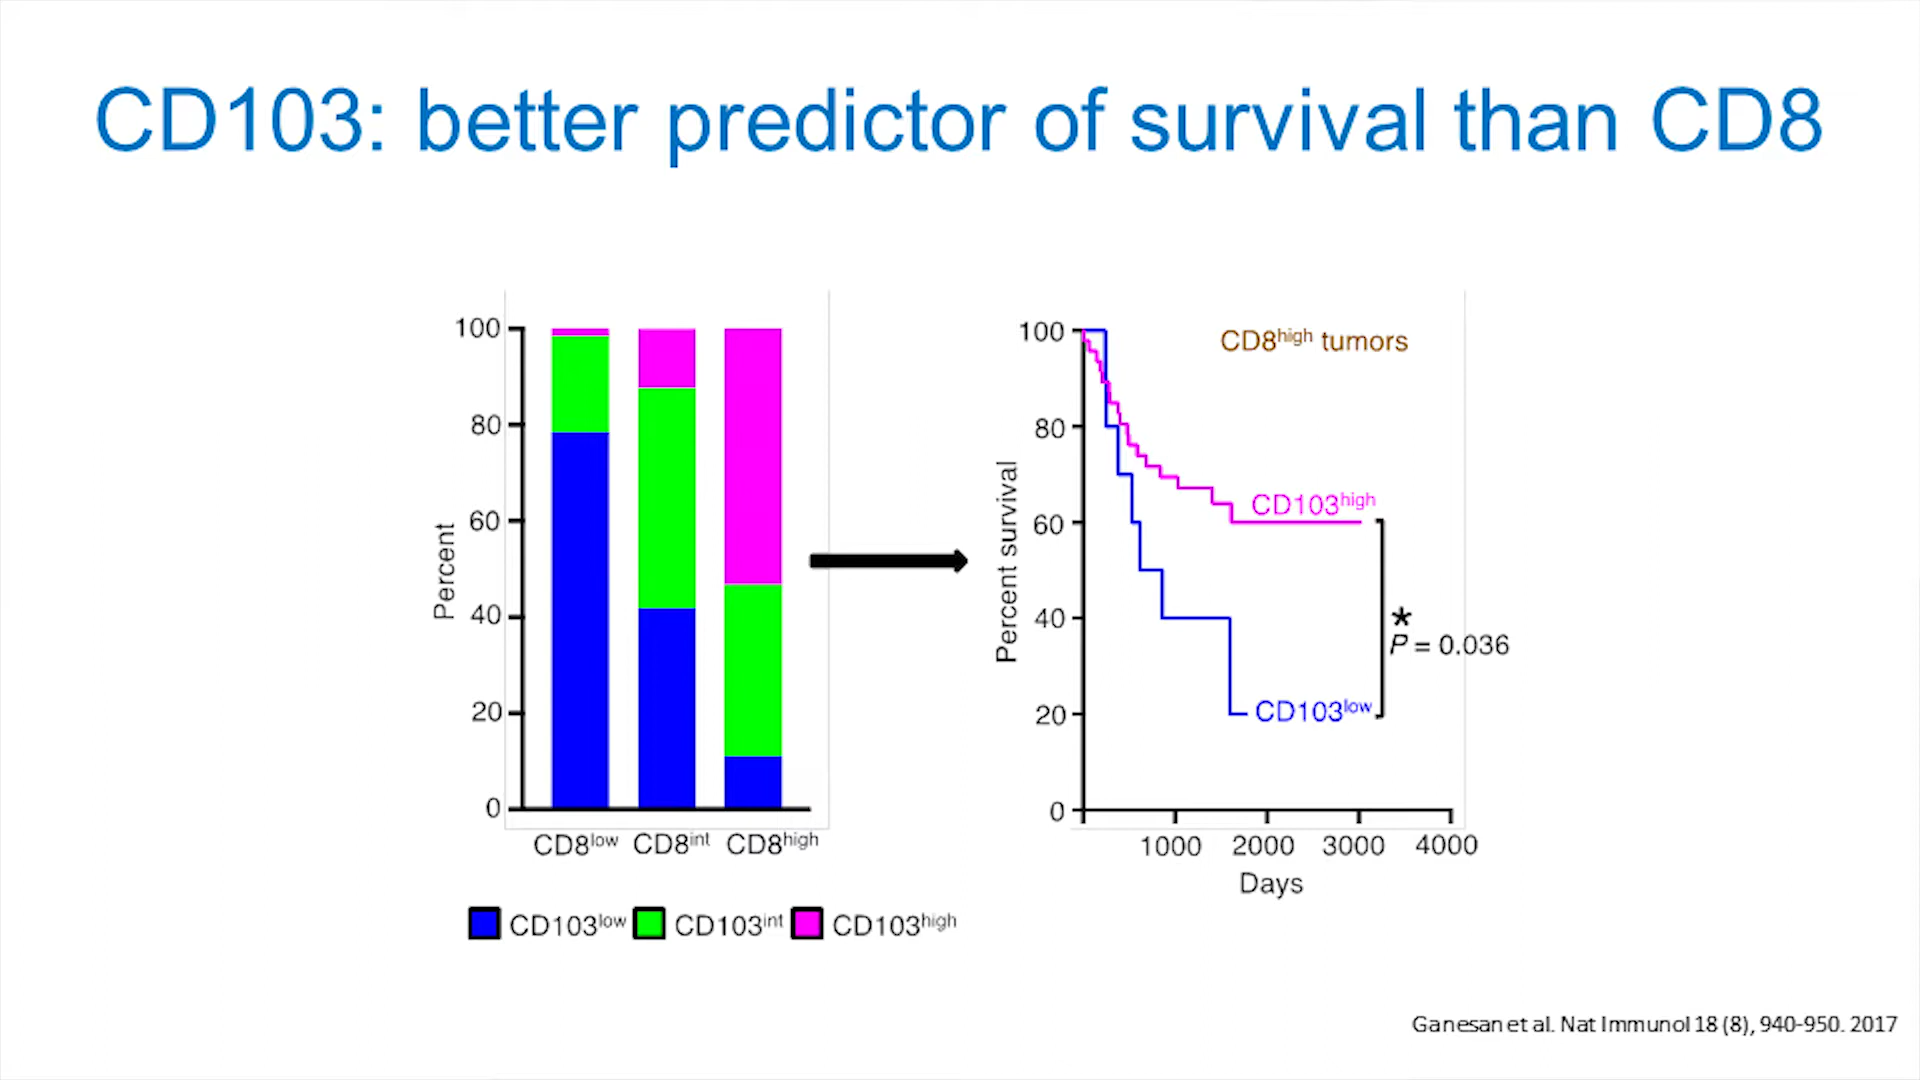 CD103: better predictor of survival than CD8
100
80
60
40
20
0
Percent
CD8low CD8int CD8high
CD103low CD103int CD103high
CD8high tumors
100
80
60
40
20
0
Percent survival
CD103high
*
P = 0.036
CD103low
1000 2000 3000 4000
Days
Ganesan et al. Nat Immunol 18 (8), 940-950. 2017